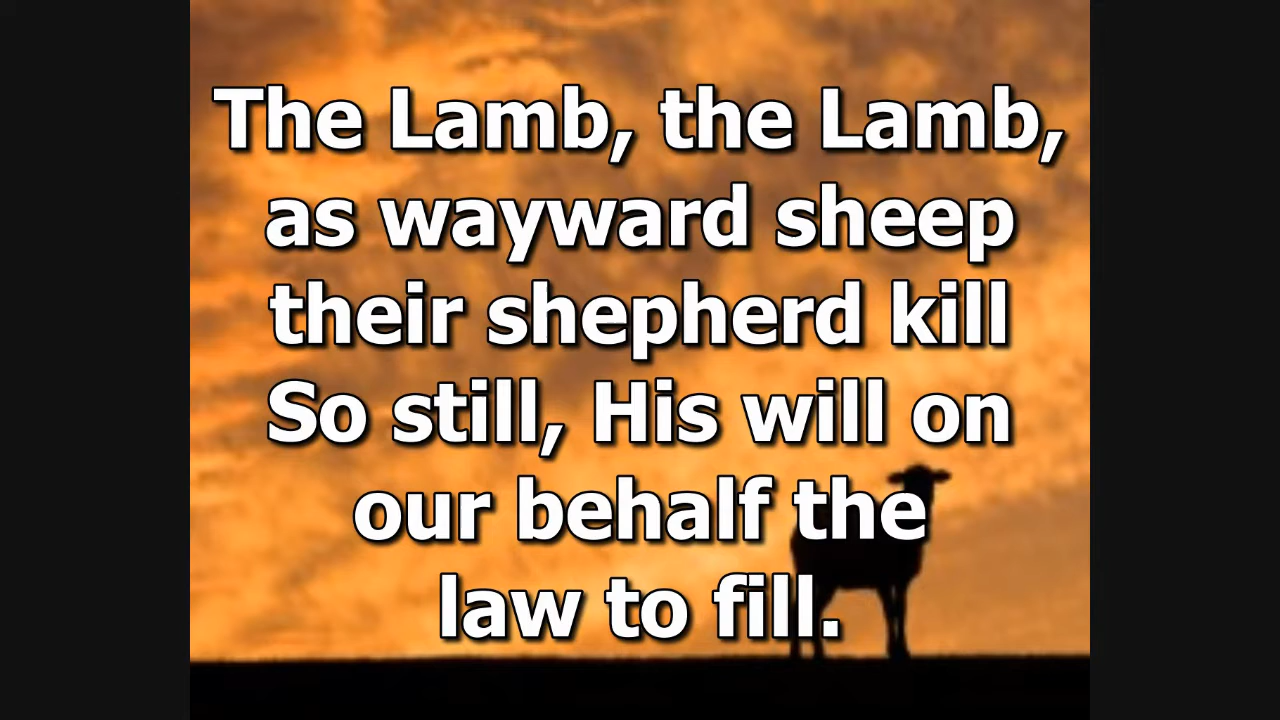 The Lamb, the Lamb,
as wayward sheep
their shepherd kill
So still, His will on
our behalf the
law to fill.